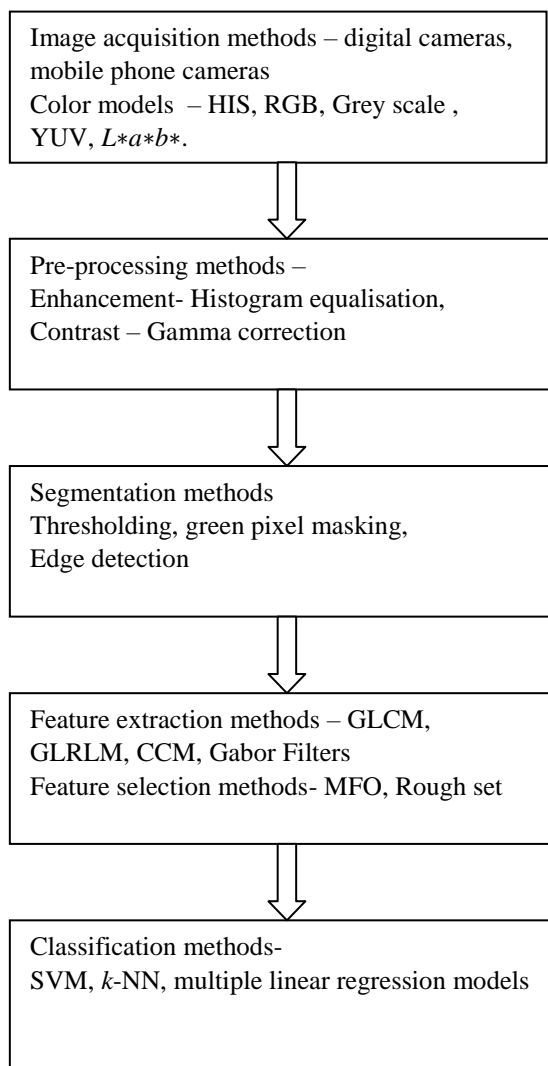 Image acquisition methods – digital cameras,
mobile phone cameras
Color models – HIS, RGB, Grey scale ,
YUV, L*a*b*.
Pre-processing methods –
Enhancement- Histogram equalisation,
Contrast – Gamma correction
Segmentation methods
Thresholding, green pixel masking,
Edge detection
Feature extraction methods – GLCM,
GLRLM, CCM, Gabor Filters
Feature selection methods- MFO, Rough set
Classification methods-
SVM, k-NN, multiple linear regression models